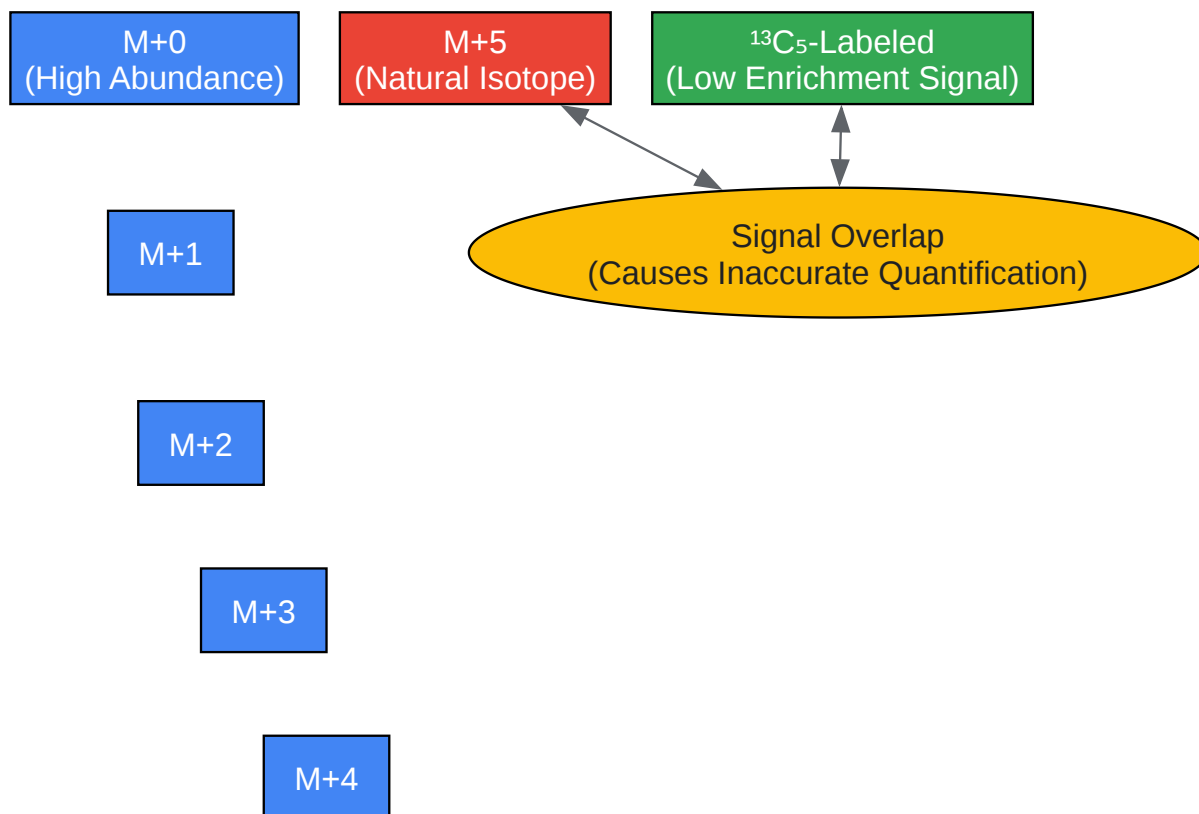 M+0
(High Abundance)
M+5
(Natural Isotope)
¹³C₅-Labeled
(Low Enrichment Signal)
M+1
Signal Overlap
(Causes Inaccurate Quantification)
M+2
M+3
M+4